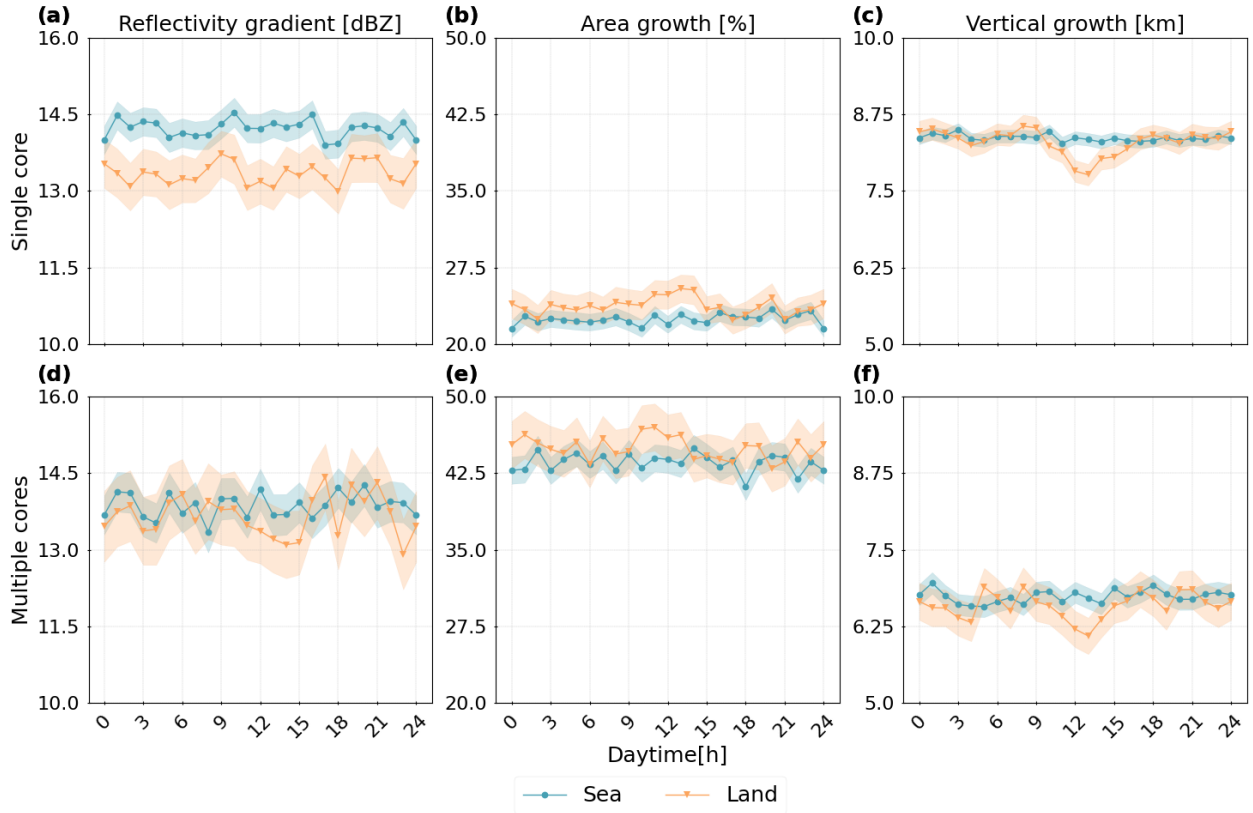 (a) Reflectivity gradient [dBZ]
(b) Area growth [%]
(c) Vertical growth [km]
Single core
16.0
14.5
13.0
11.5
10.0
50.0
42.5
35.0
27.5
20.0
10.0
8.75
7.5
6.25
5.0
(d)
(e)
(f)
Multiple cores
16.0
14.5
13.0
11.5
10.0
0 3 6 9 12 15 18 21 24
50.0
42.5
35.0
27.5
20.0
0 3 6 9 12 15 18 21 24
10.0
8.75
7.5
6.25
5.0
0 3 6 9 12 15 18 21 24
Daytime[h]
Sea Land